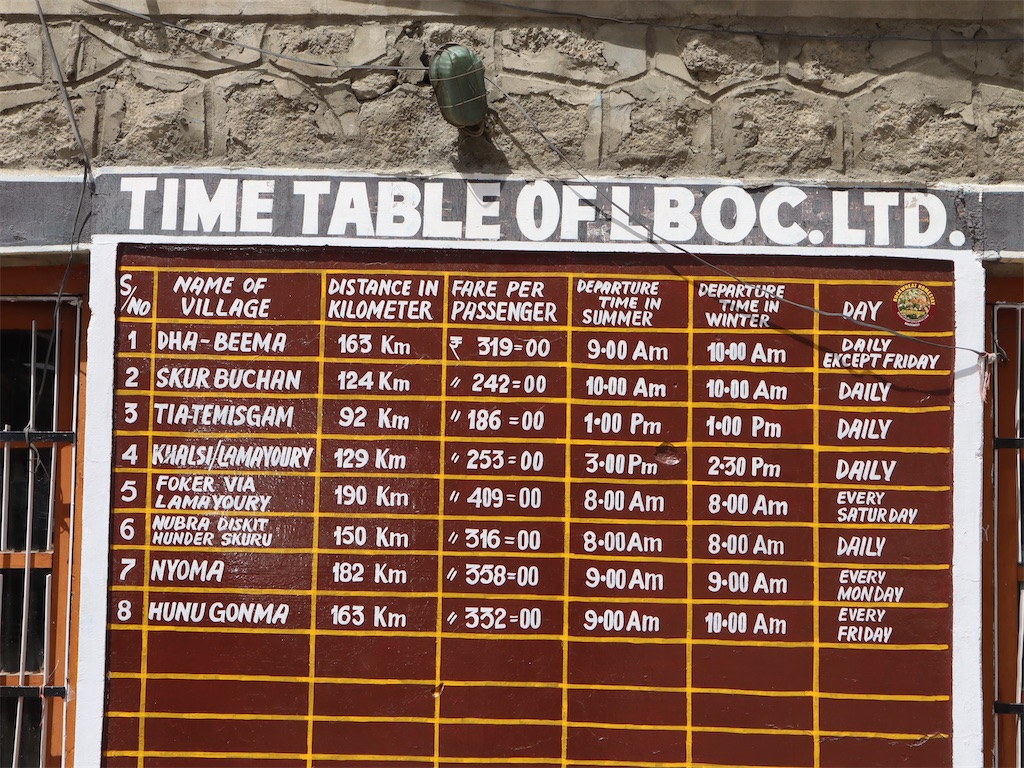 TIME TABLE OF LBOC. LTD.
S/No NAME OF VILLAGE DISTANCE IN KILOMETER FARE PER PASSENGER DEPARTURE TIME IN SUMMER DEPARTURE TIME IN WINTER DAY
1 DHA-BEEMA 163 Km ₹ 319=00 9·00 Am 10·00 Am DAILY EXCEPT FRIDAY
2 SKURBUCHAN 124 Km " 242=00 10·00 Am 10·00 Am DAILY
3 TIA-TEMISGAM 92 Km " 186=00 1·00 Pm 1·00 Pm DAILY
4 KHALSI/LAMAYOURY 129 Km " 253=00 3·00 Pm 2·30 Pm DAILY
5 FOKER VIA LAMAYOURY 190 Km " 409=00 8·00 Am 8·00 Am EVERY SATURDAY
6 NUBRA DISKIT HUNDER SKURU 150 Km " 316=00 8·00 Am 8·00 Am DAILY
7 NYOMA 182 Km " 358=00 9·00 Am 9·00 Am EVERY MONDAY
8 HUNU GONMA 163 Km " 332=00 9·00 Am 10·00 Am EVERY FRIDAY